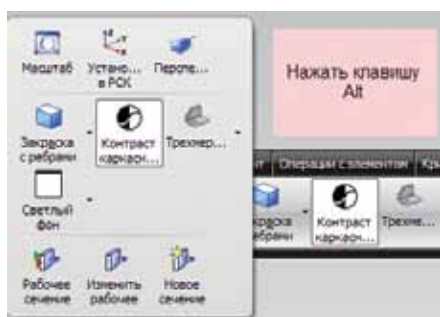 Масштаб
Устано...
в РСК
Перспе...
Нажать клавишу
Alt
Закраска
с ребрами
Контраст
каркасн...
Трехмер...
Светлый
фон
Операции с элементом
Контраст
каркасн...
Трехме...
Рабочее
сечение
Изменить
рабочее
Новое
сечение